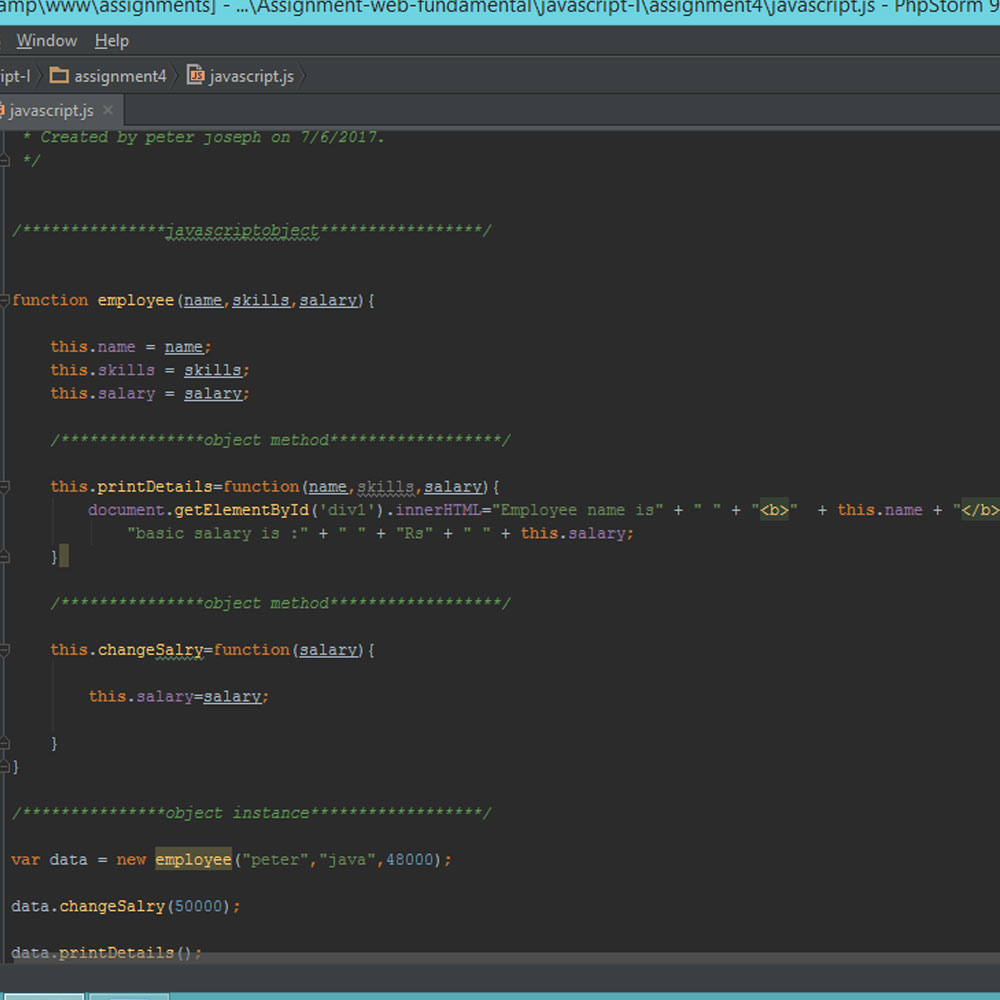 amp\www\assignments] - ...\Assignment-web-fundamental\javascript-I\assignment4\javascript.js - PhpStorm 9
Window Help
ipt-I assignment4 javascript.js
javascript.js ×
* Created by peter joseph on 7/6/2017.
*/
/***************javascriptobject*****************/
function employee(name,skills,salary){
this.name = name;
this.skills = skills;
this.salary = salary;
/***************object method******************/
this.printDetails=function(name,skills,salary){
document.getElementById('div1').innerHTML="Employee name is" + " " + "<b>"  + this.name + "</b>
"basic salary is :" + " " + "Rs" + " " + this.salary;
}
/***************object method******************/
this.changeSalry=function(salary){
this.salary=salary;
}
}
/***************object instance******************/
var data = new employee("peter","java",48000);
data.changeSalry(50000);
data.printDetails();